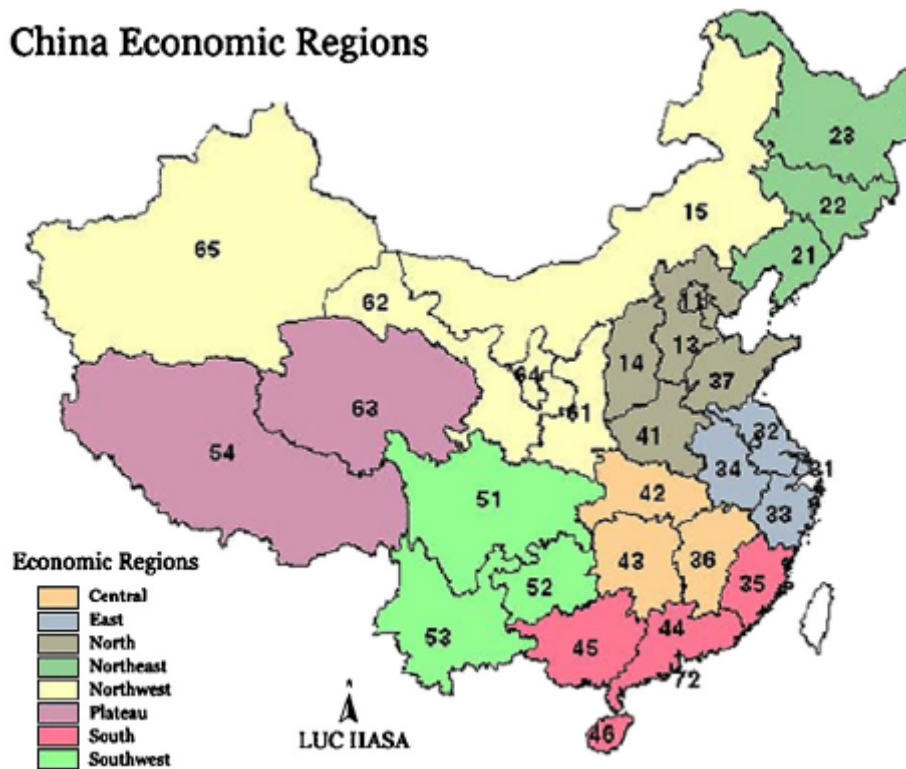 China Economic Regions
23
15
22
65
21
62
11
13
14
64
37
63
61
41
32
54
34
31
42
51
33
43
36
52
35
53
44
45
72
46
Economic Regions
Central
East
North
Northeast
Northwest
Plateau
South
Southwest
LUC IIASA